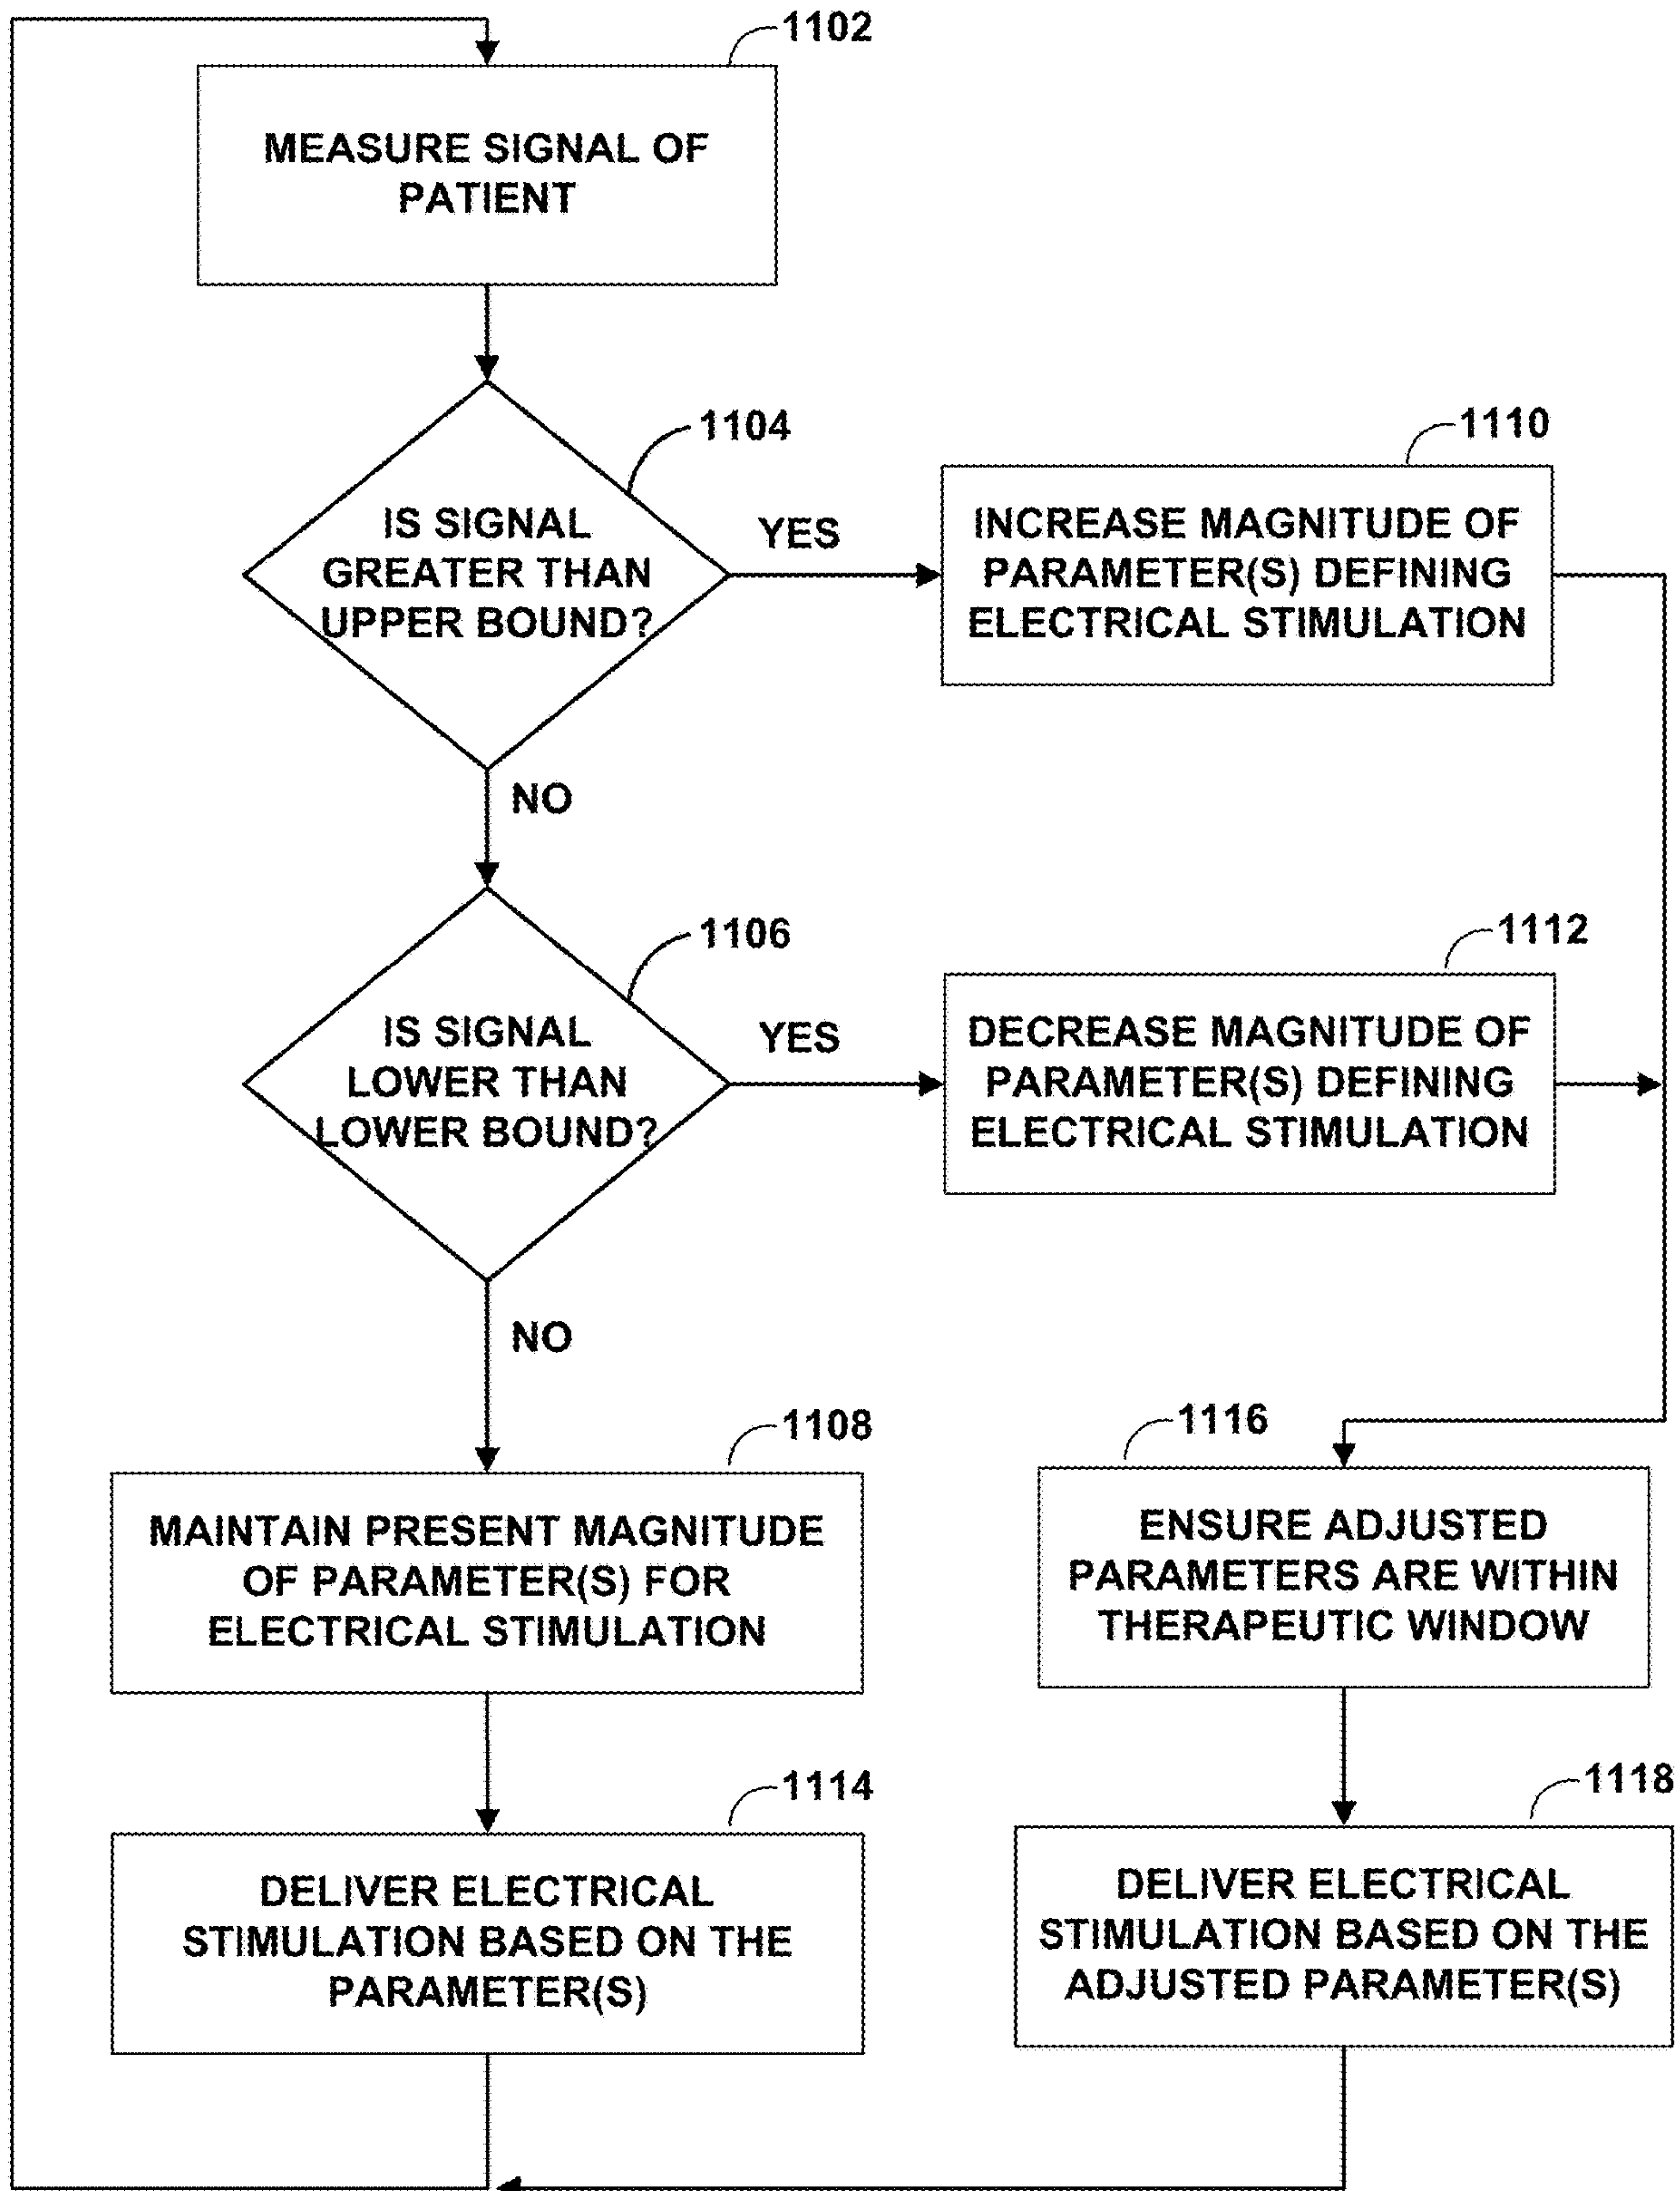 1102
MEASURE SIGNAL OF
PATIENT
1104
IS SIGNAL
GREATER THAN
UPPER BOUND?
YES
1110
INCREASE MAGNITUDE OF
PARAMETER(S) DEFINING
ELECTRICAL STIMULATION
NO
1106
IS SIGNAL
LOWER THAN
LOWER BOUND?
YES
1112
DECREASE MAGNITUDE OF
PARAMETER(S) DEFINING
ELECTRICAL STIMULATION
NO
1108
MAINTAIN PRESENT MAGNITUDE
OF PARAMETER(S) FOR
ELECTRICAL STIMULATION
1116
ENSURE ADJUSTED
PARAMETERS ARE WITHIN
THERAPEUTIC WINDOW
1114
DELIVER ELECTRICAL
STIMULATION BASED ON THE
PARAMETER(S)
1118
DELIVER ELECTRICAL
STIMULATION BASED ON THE
ADJUSTED PARAMETER(S)